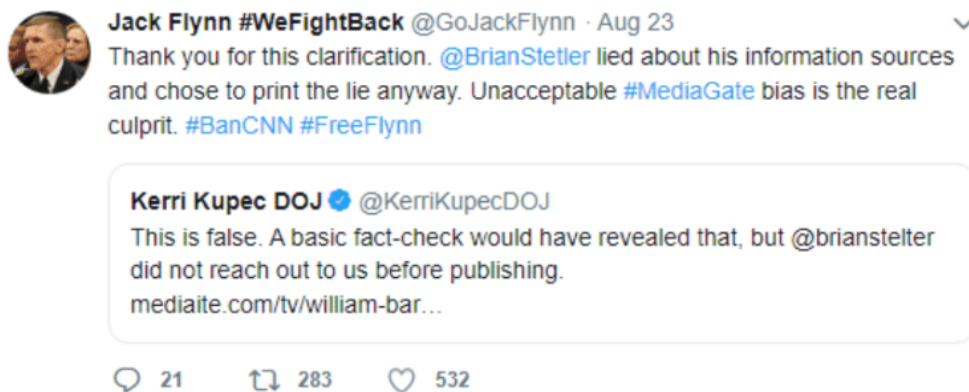 Jack Flynn #WeFightBack @GoJackFlynn · Aug 23
Thank you for this clarification. @BrianStetler lied about his information sources
and chose to print the lie anyway. Unacceptable #MediaGate bias is the real
culprit. #BanCNN #FreeFlynn
Kerri Kupec DOJ @KerriKupecDOJ
This is false. A basic fact-check would have revealed that, but @brianstelter
did not reach out to us before publishing.
mediaite.com/tv/william-bar…
21 283 532